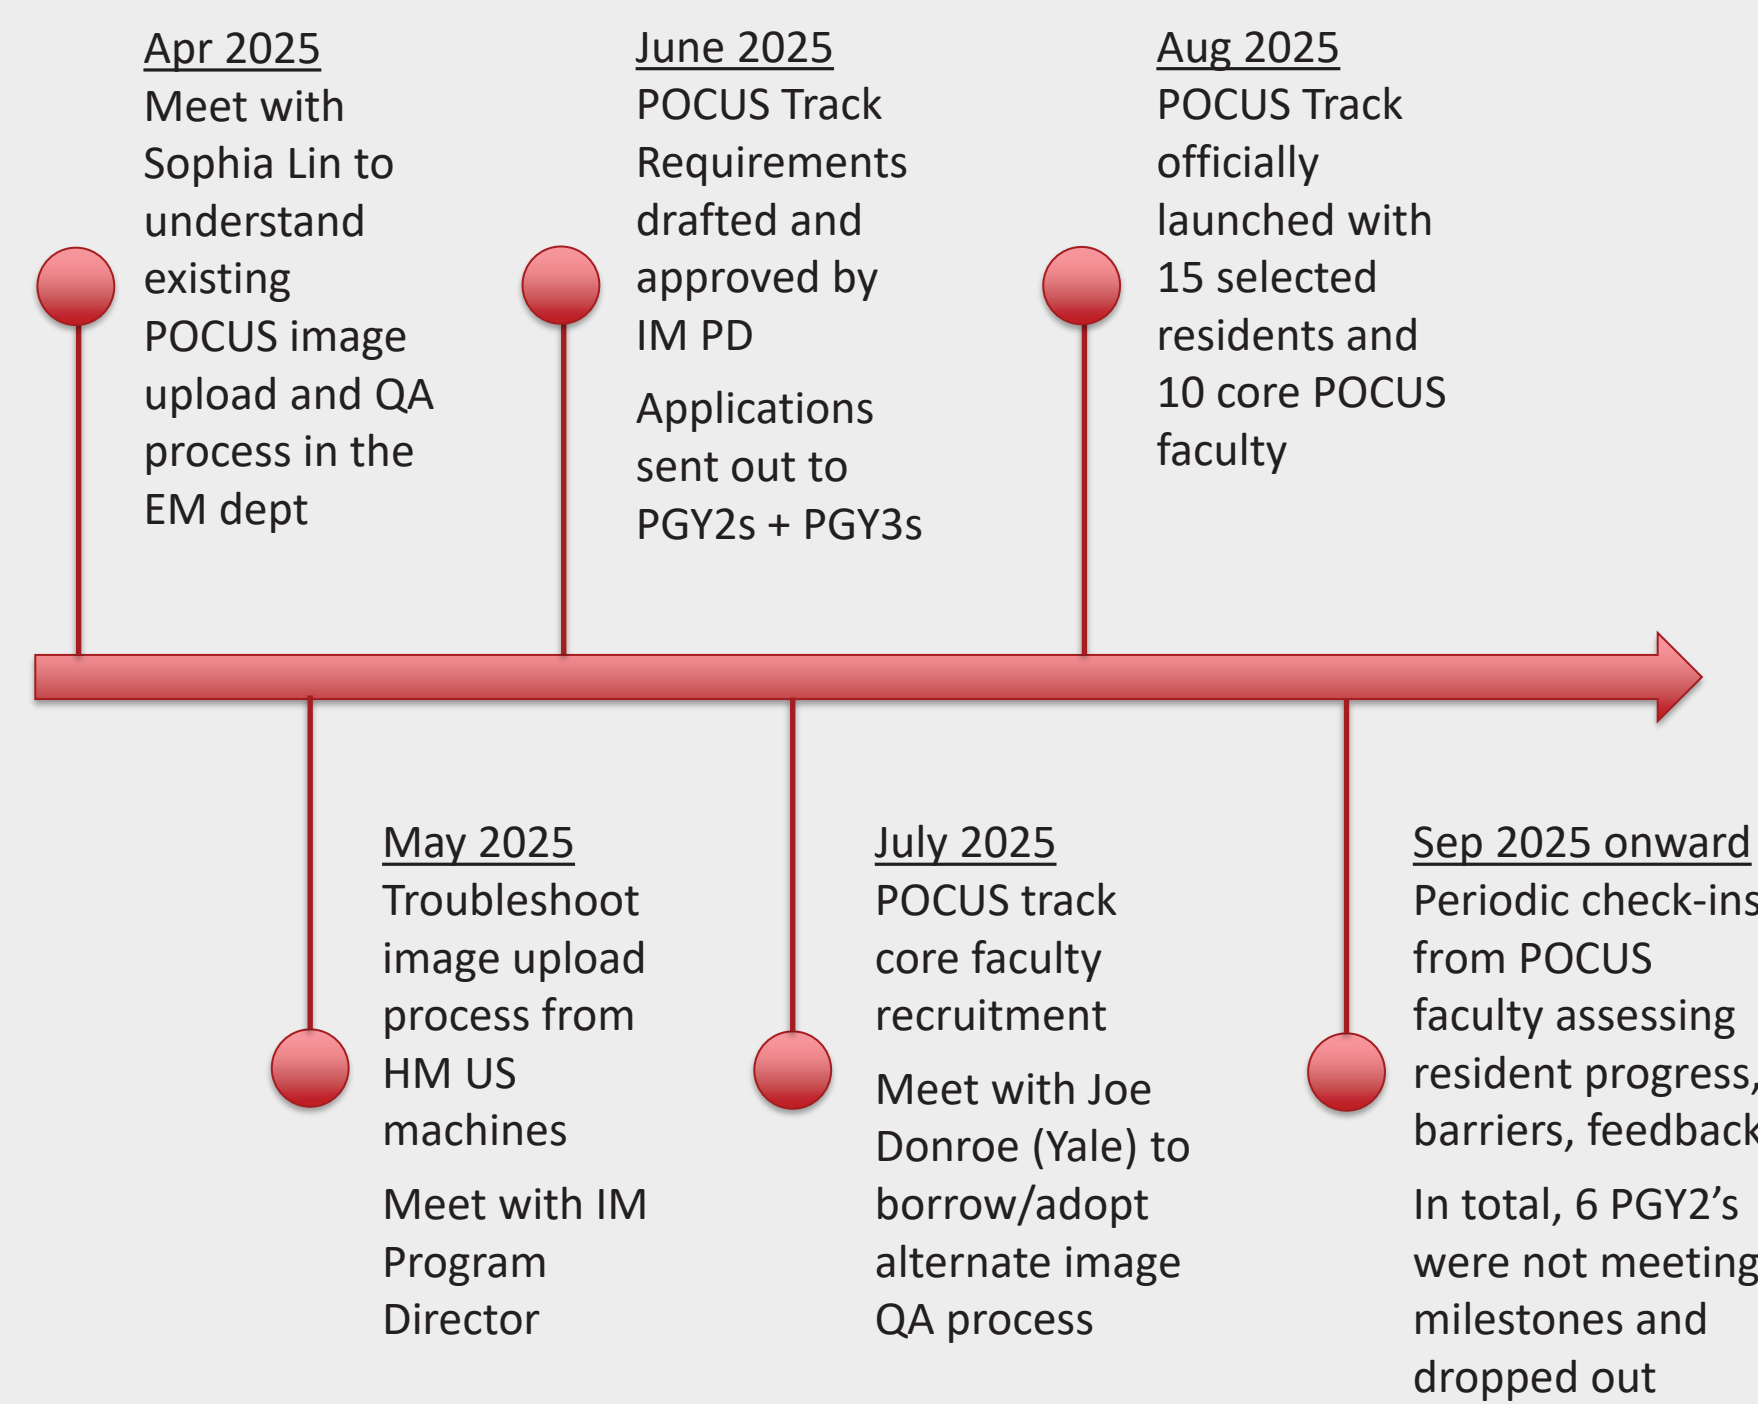 Apr 2025
Meet with
Sophia Lin to
understand
existing
POCUS image
upload and QA
process in the
EM dept
June 2025
POCUS Track
Requirements
drafted and
approved by
IM PD
Applications
sent out to
PGY2s + PGY3s
Aug 2025
POCUS Track
officially
launched with
15 selected
residents and
10 core POCUS
faculty
May 2025
Troubleshoot
image upload
process from
HM US
machines
Meet with IM
Program
Director
July 2025
POCUS track
core faculty
recruitment
Meet with Joe
Donroe (Yale) to
borrow/adopt
alternate image
QA process
Sep 2025 onward
Periodic check-ins
from POCUS
faculty assessing
resident progress,
barriers, feedback
In total, 6 PGY2’s
were not meeting
milestones and
dropped out